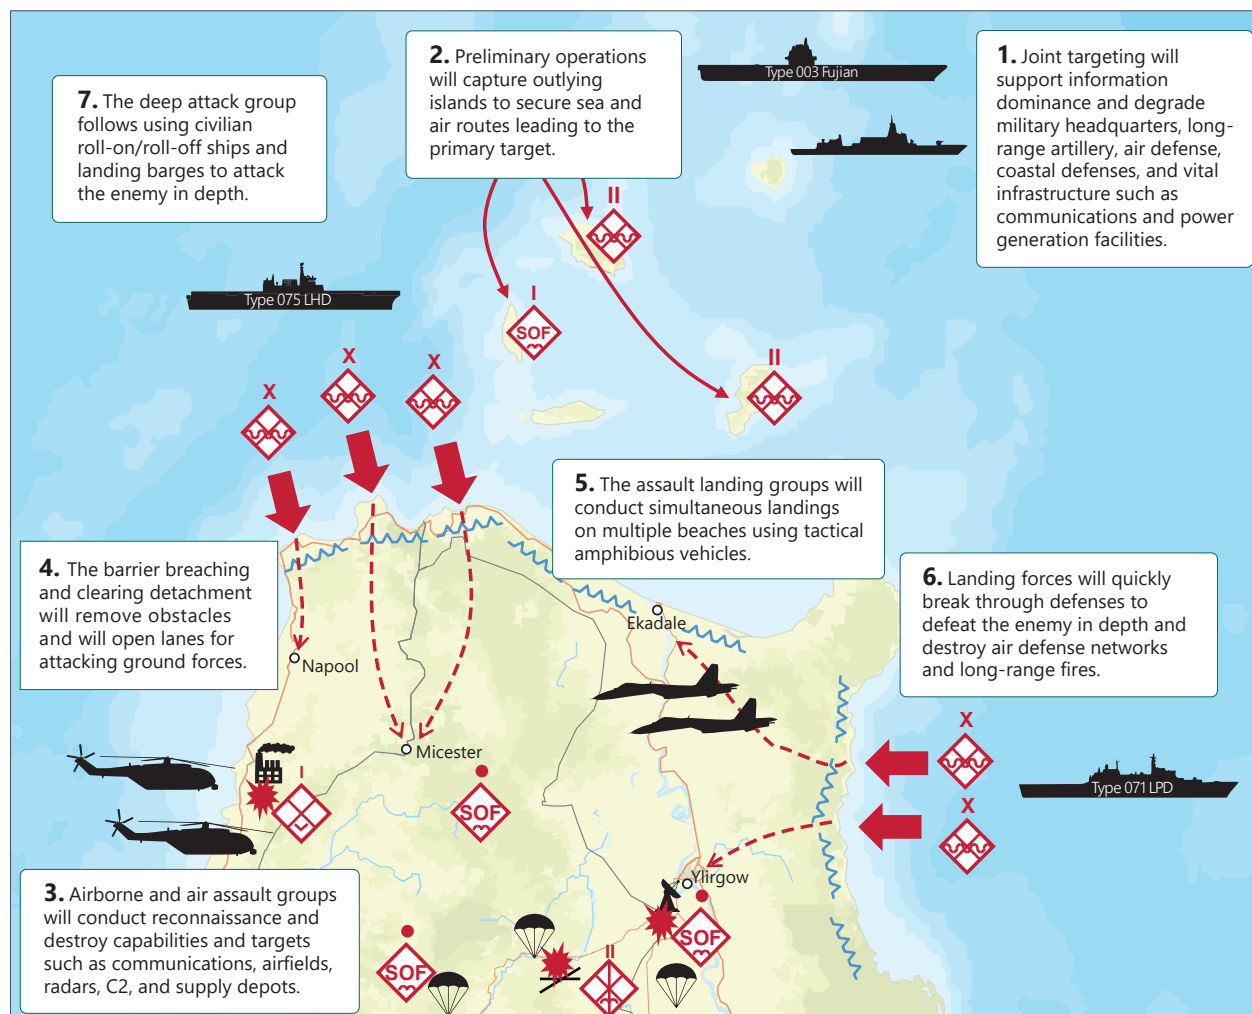 2. Preliminary operations
will capture outlying
islands to secure sea and
air routes leading to the
primary target.
Type 003 Fujian
1. Joint targeting will
support information
dominance and degrade
military headquarters, long-
range artillery, air defense,
coastal defenses, and vital
infrastructure such as
communications and power
generation facilities.
7. The deep attack group
follows using civilian
roll-on/roll-off ships and
landing barges to attack
the enemy in depth.
II
Type 075 LHD
I
SOF
II
X
X
X
5. The assault landing groups will
conduct simultaneous landings
on multiple beaches using tactical
amphibious vehicles.
4. The barrier breaching
and clearing detachment
will remove obstacles
and will open lanes for
attacking ground forces.
6. Landing forces will quickly
break through defenses to
defeat the enemy in depth and
destroy air defense networks
and long-range fires.
Ekadale
Napool
Micester
X
Type 071 LPD
X
I
SOF
Ylirgow
3. Airborne and air assault groups
will conduct reconnaissance and
destroy capabilities and targets
such as communications, airfields,
radars, C2, and supply depots.
SOF
SOF
II